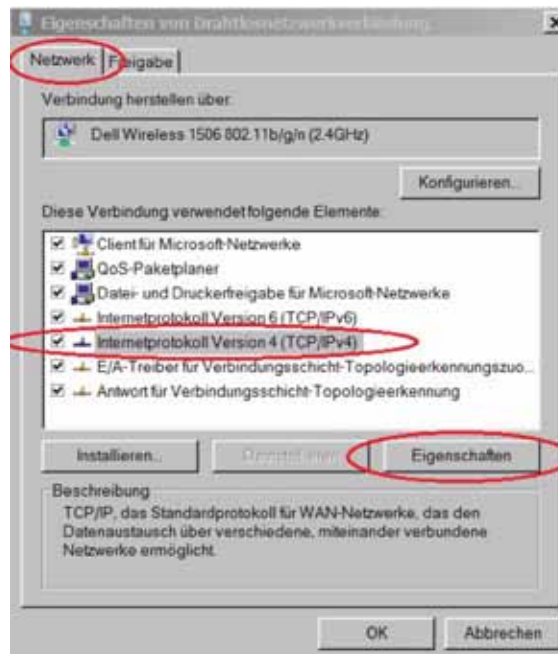 Eigenschaften von Drahtlosnetzwerkverbindung
Netzwerk Freigabe
Verbindung herstellen über:
Dell Wireless 1506 802.11b/g/n (2.4GHz)
Konfigurieren...
Diese Verbindung verwendet folgende Elemente:
Client für Microsoft-Netzwerke
QoS-Paketplaner
Datei- und Druckerfreigabe für Microsoft-Netzwerke
Internetprotokoll Version 6 (TCP/IPv6)
Internetprotokoll Version 4 (TCP/IPv4)
E/A-Treiber für Verbindungsschicht-Topologieerkennungszuo...
Antwort für Verbindungsschicht-Topologieerkennung
Installieren...
Eigenschaften
Beschreibung
TCP/IP, das Standardprotokoll für WAN-Netzwerke, das den
Datenaustausch über verschiedene, miteinander verbundene
Netzwerke ermöglicht.
OK Abbrechen